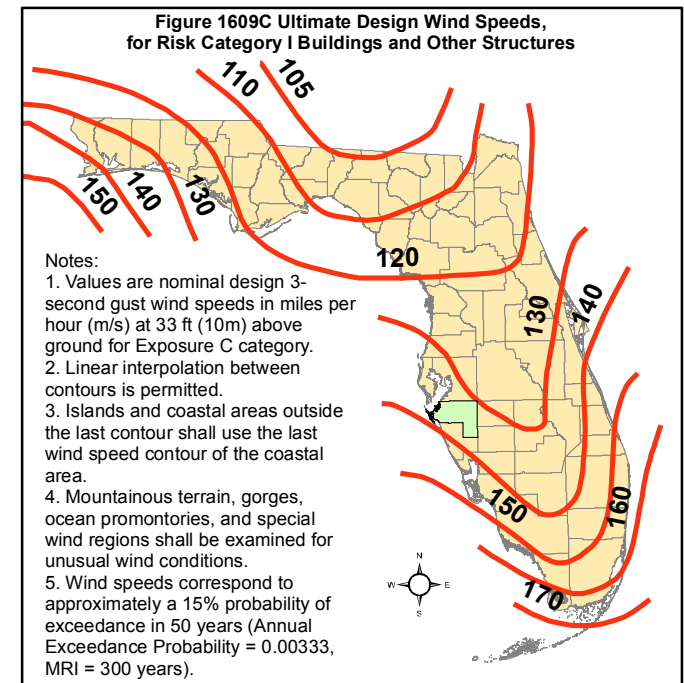 Figure 1609C Ultimate Design Wind Speeds,
for Risk Category I Buildings and Other Structures
105
110
150
140
130
120
130
140
150
160
170
Notes:
1. Values are nominal design 3-
second gust wind speeds in miles per
hour (m/s) at 33 ft (10m) above
ground for Exposure C category.
2. Linear interpolation between
contours is permitted.
3. Islands and coastal areas outside
the last contour shall use the last
wind speed contour of the coastal
area.
4. Mountainous terrain, gorges,
ocean promontories, and special
wind regions shall be examined for
unusual wind conditions.
5. Wind speeds correspond to
approximately a 15% probability of
exceedance in 50 years (Annual
Exceedance Probability = 0.00333,
MRI = 300 years).
N
W E
S